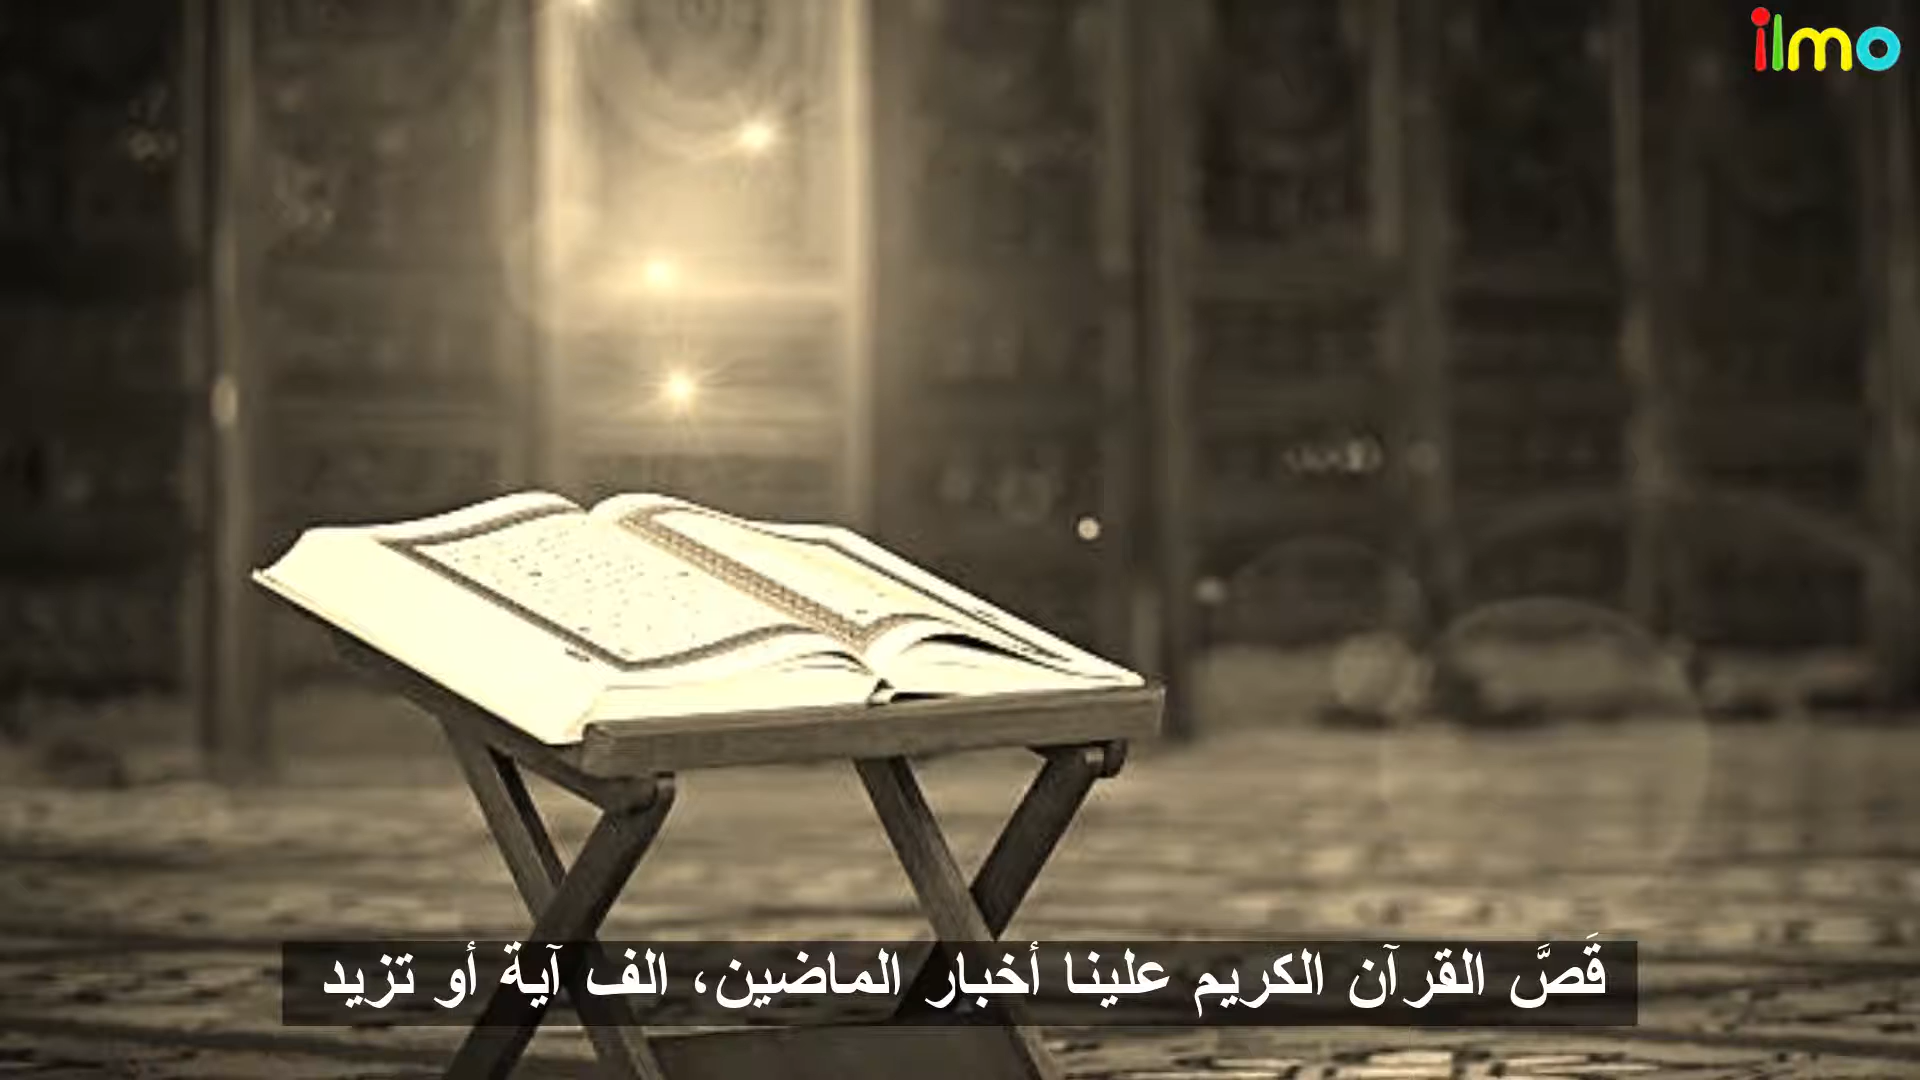 ilmo
قَصَّ القرآن الكريم علينا أخبار الماضين، الف آية أو تزيد